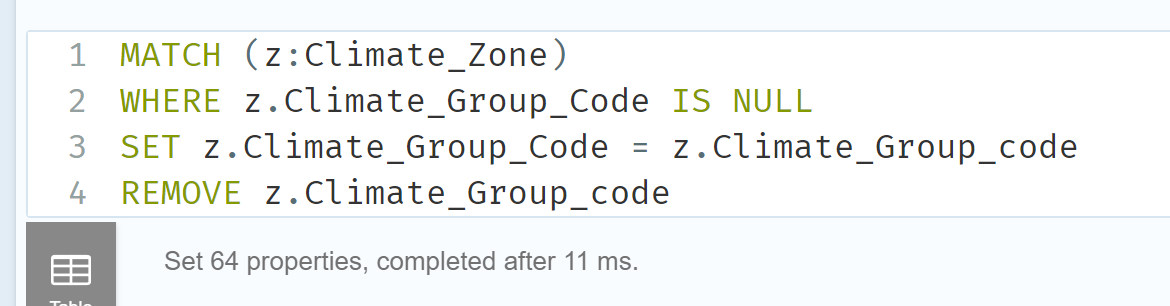 1 MATCH (z:Climate_Zone)
2 WHERE z.Climate_Group_Code IS NULL
3 SET z.Climate_Group_Code = z.Climate_Group_code
4 REMOVE z.Climate_Group_code
Set 64 properties, completed after 11 ms.
Table